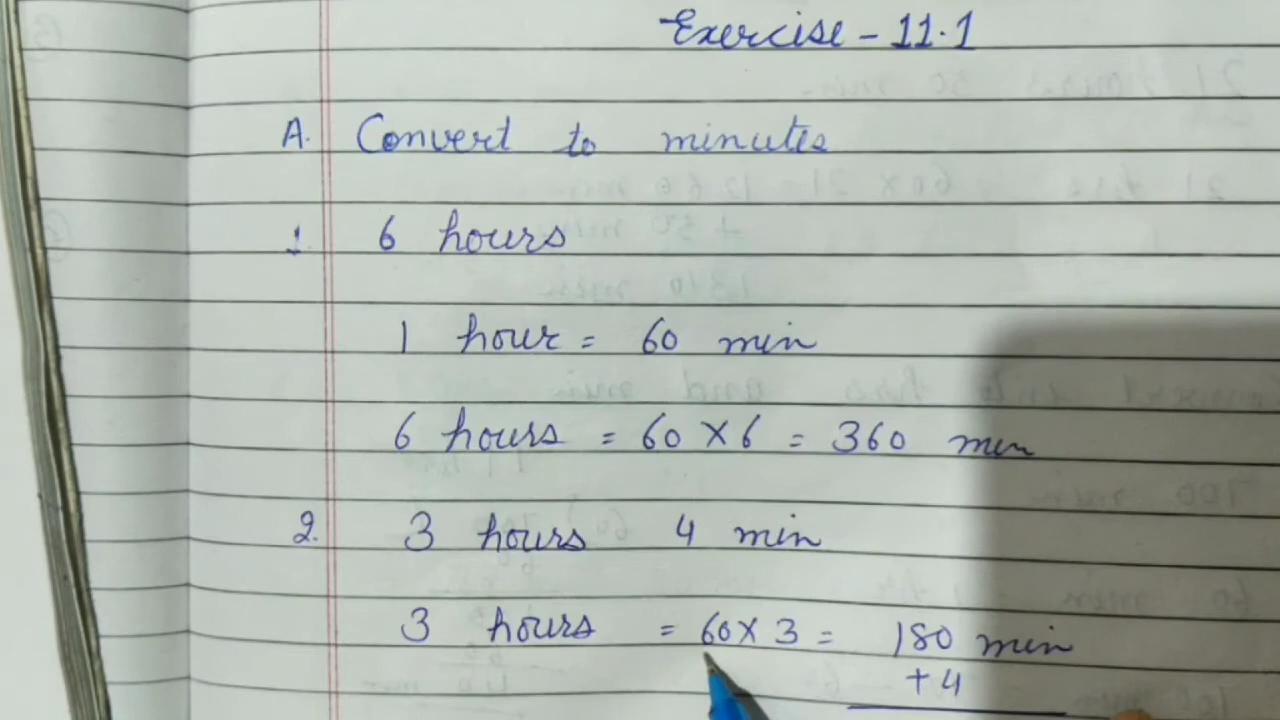 Exercise - 11.1
A. Convert to minutes
1. 6 hours
1 hour = 60 min
6 hours = 60 × 6 = 360 min
2. 3 hours 4 min
3 hours = 60 × 3 = 180 min
+ 4